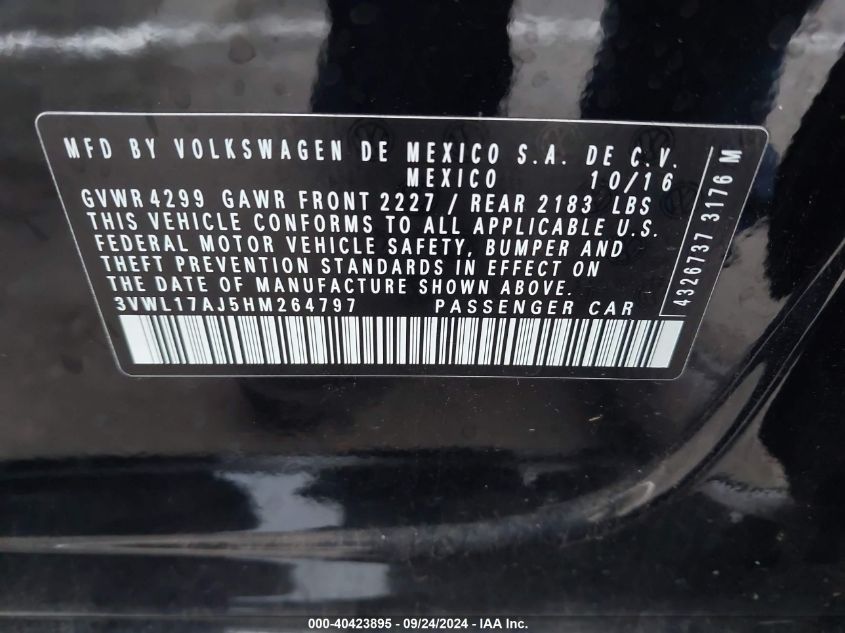 MFD BY VOLKSWAGEN DE MEXICO S.A. DE C.V.
MEXICO 10/16
GVWR 4299 GAWR FRONT 2227 / REAR 2183 LBS
THIS VEHICLE CONFORMS TO ALL APPLICABLE U.S.
FEDERAL MOTOR VEHICLE SAFETY, BUMPER AND
THEFT PREVENTION STANDARDS IN EFFECT ON
THE DATE OF MANUFACTURE SHOWN ABOVE.
3VWL17AJ5HM264797 PASSENGER CAR
4326737 3176 M
000-40423895 - 09/24/2024 - IAA Inc.